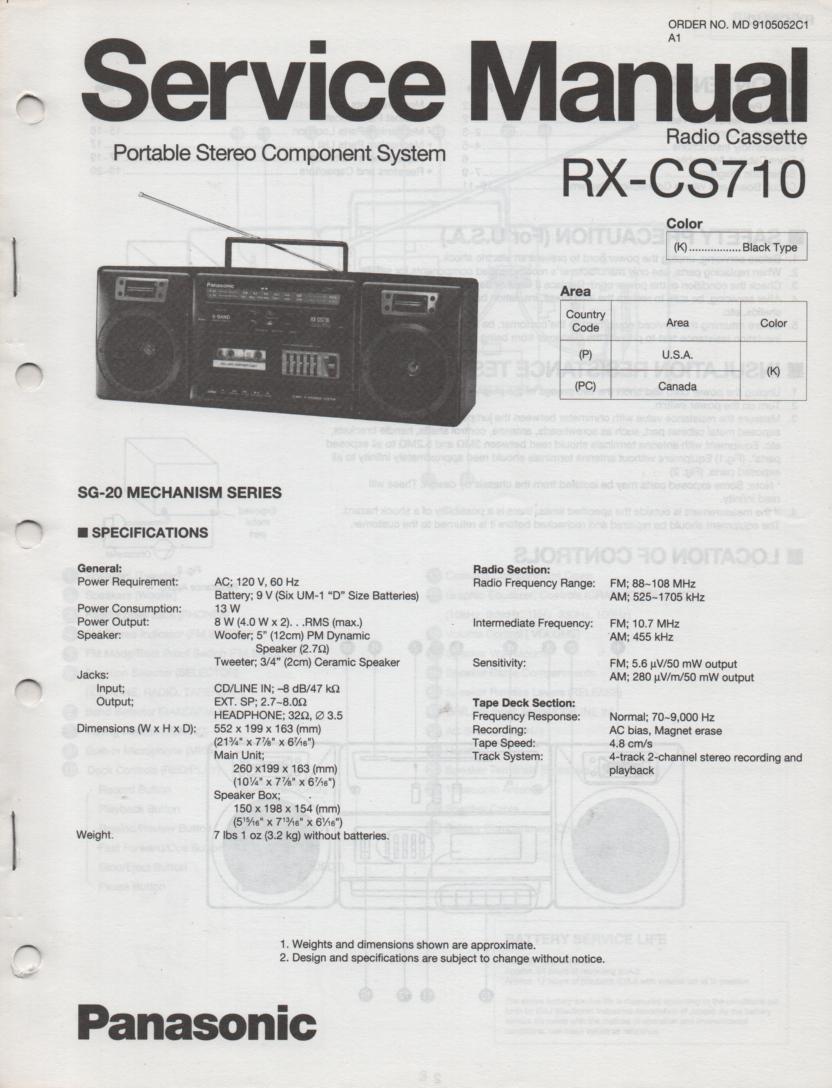 ORDER NO. MD 9105052C1
A1
Service Manual
Radio Cassette
Portable Stereo Component System
RX-CS710
Color
(K).................Black Type
Panasonic
Area
Country Code Area Color
(P) U.S.A.
(K)
(PC) Canada
SG-20 MECHANISM SERIES
■ SPECIFICATIONS
General:
Power Requirement: AC; 120 V, 60 Hz
Battery; 9 V (Six UM-1 “D” Size Batteries)
Power Consumption: 13 W
Power Output: 8 W (4.0 W x 2). . .RMS (max.)
Speaker: Woofer; 5" (12cm) PM Dynamic
Speaker (2.7Ω)
Tweeter; 3/4" (2cm) Ceramic Speaker
Jacks:
Input; CD/LINE IN; –8 dB/47 kΩ
Output; EXT. SP; 2.7~8.0Ω
HEADPHONE; 32Ω, ∅ 3.5
Dimensions (W x H x D): 552 x 199 x 163 (mm)
(21¾" x 7⅞" x 6⁷⁄₁₆")
Main Unit;
260 x199 x 163 (mm)
(10¼" x 7⅞" x 6⁷⁄₁₆")
Speaker Box;
150 x 198 x 154 (mm)
(5¹⁵⁄₁₆" x 7¹³⁄₁₆" x 6¹⁄₁₆")
Weight. 7 lbs 1 oz (3.2 kg) without batteries.
Radio Section:
Radio Frequency Range: FM; 88~108 MHz
AM; 525~1705 kHz
Intermediate Frequency: FM; 10.7 MHz
AM; 455 kHz
Sensitivity: FM; 5.6 µV/50 mW output
AM; 280 µV/m/50 mW output
Tape Deck Section:
Frequency Response: Normal; 70~9,000 Hz
Recording: AC bias, Magnet erase
Tape Speed: 4.8 cm/s
Track System: 4-track 2-channel stereo recording and
playback
1. Weights and dimensions shown are approximate.
2. Design and specifications are subject to change without notice.
Panasonic